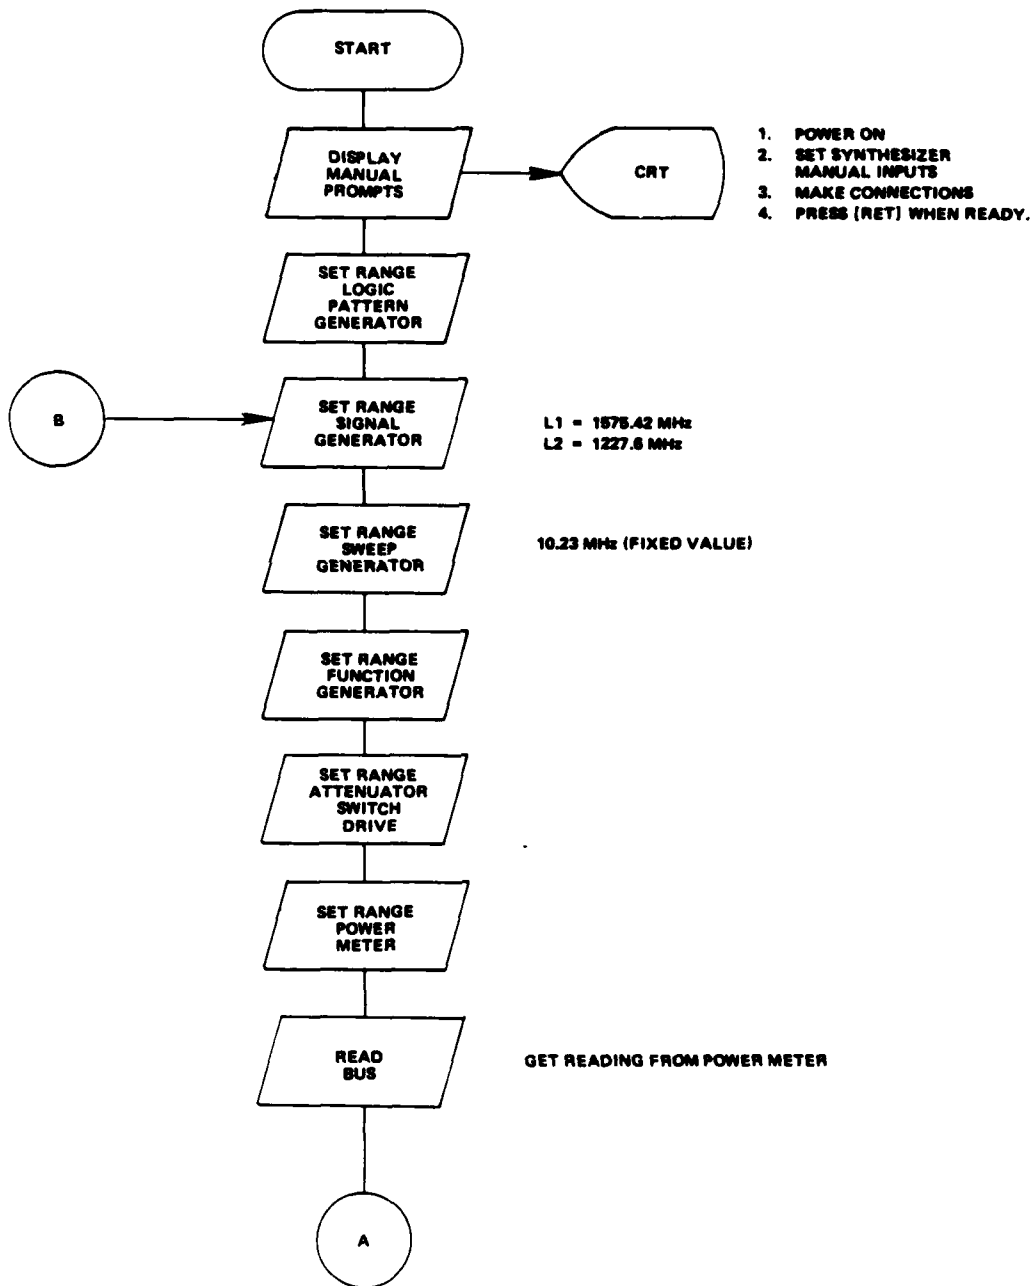 START
DISPLAY
MANUAL
PROMPTS
CRT
1. POWER ON
2. SET SYNTHESIZER
MANUAL INPUTS
3. MAKE CONNECTIONS
4. PRESS [RET] WHEN READY.
SET RANGE
LOGIC
PATTERN
GENERATOR
B
SET RANGE
SIGNAL
GENERATOR
L1 = 1575.42 MHz
L2 = 1227.6 MHz
SET RANGE
SWEEP
GENERATOR
10.23 MHz (FIXED VALUE)
SET RANGE
FUNCTION
GENERATOR
SET RANGE
ATTENUATOR
SWITCH
DRIVE
SET RANGE
POWER
METER
READ
BUS
GET READING FROM POWER METER
A